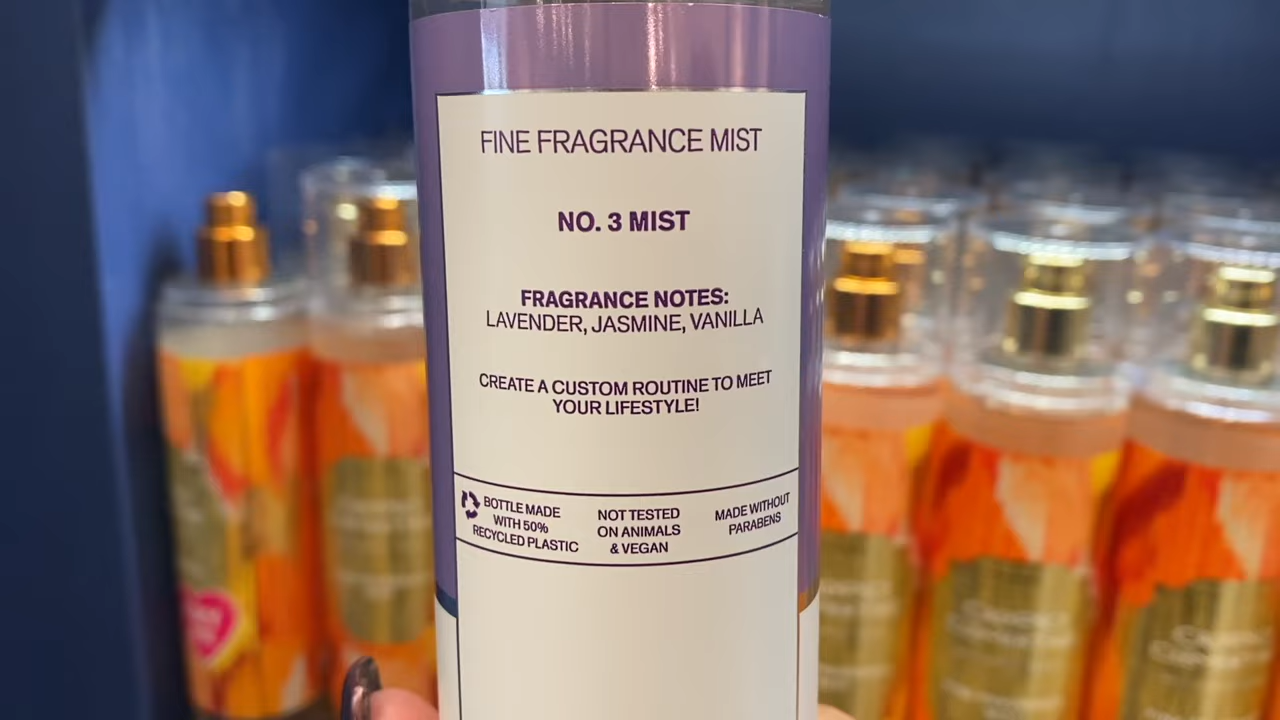 FINE FRAGRANCE MIST
NO. 3 MIST
FRAGRANCE NOTES:
LAVENDER, JASMINE, VANILLA
CREATE A CUSTOM ROUTINE TO MEET
YOUR LIFESTYLE!
BOTTLE MADE
WITH 50%
RECYCLED PLASTIC
NOT TESTED
ON ANIMALS
& VEGAN
MADE WITHOUT
PARABENS